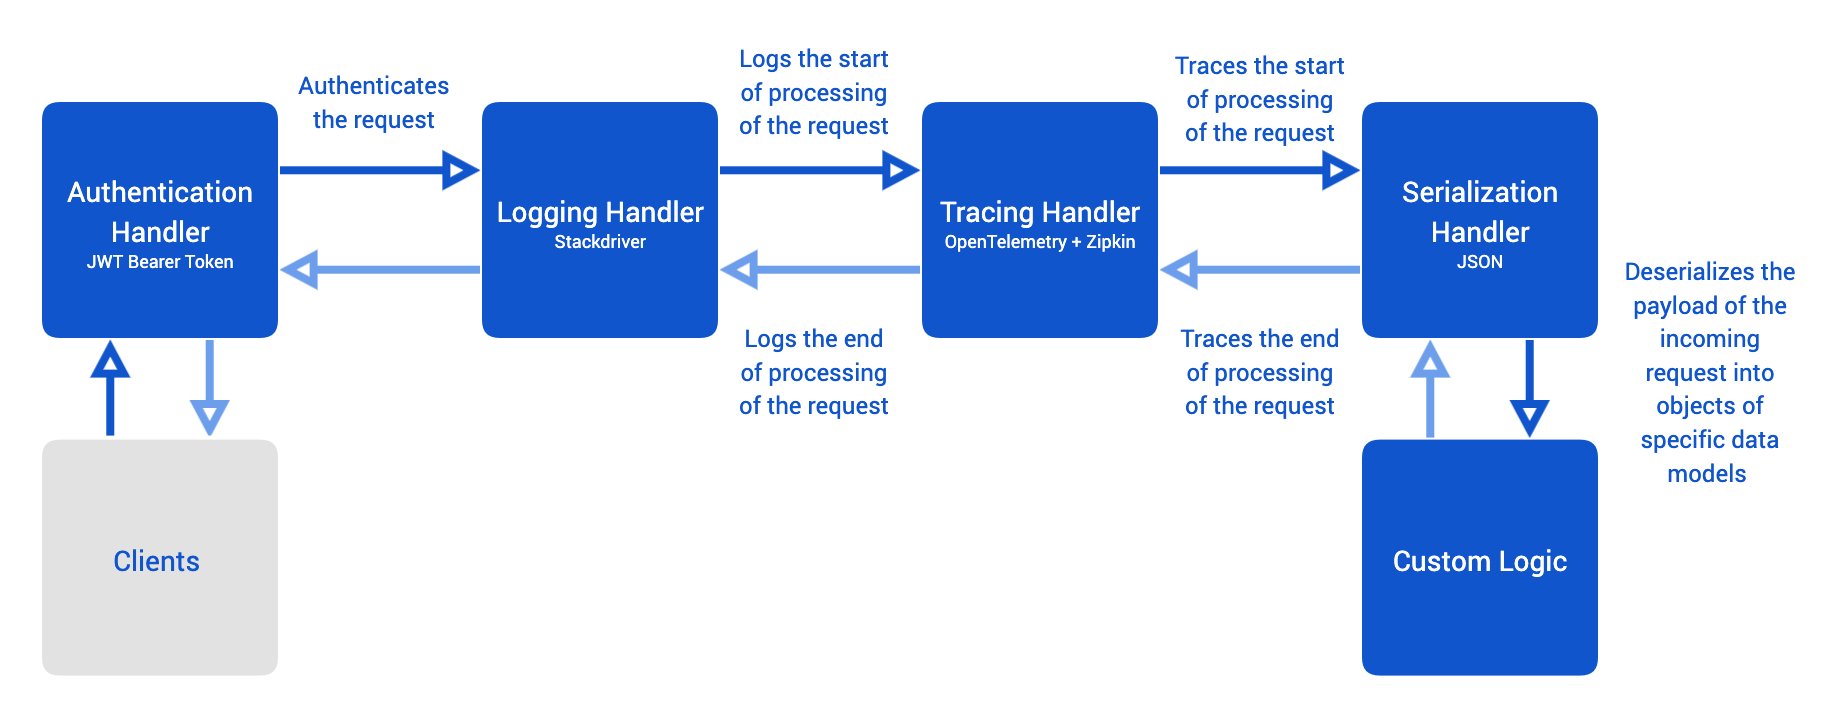 Authenticates
the request
Logs the start
of processing
of the request
Traces the start
of processing
of the request
Authentication
Handler
JWT Bearer Token
Logging Handler
Stackdriver
Tracing Handler
OpenTelemetry + Zipkin
Serialization
Handler
JSON
Logs the end
of processing
of the request
Traces the end
of processing
of the request
Deserializes the
payload of the
incoming
request into
objects of
specific data
models
Clients
Custom Logic